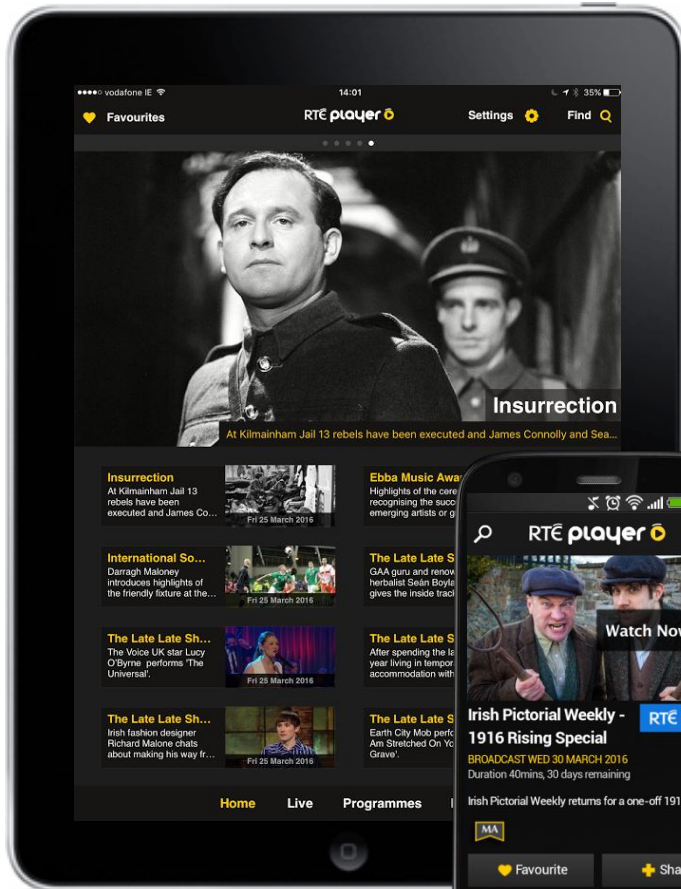 vodafone IE
14:01
35%
Favourites
RTÉ player
Settings
Find
Insurrection
At Kilmainham Jail 13 rebels have been executed and James Connolly and Sea...
Insurrection
At Kilmainham Jail 13
rebels have been
executed and James Co...
Fri 25 March 2016
International So...
Darragh Maloney
introduces highlights of
the friendly fixture at the...
Fri 25 March 2016
The Late Late Sh...
The Voice UK star Lucy
O'Byrne performs 'The
Universal'.
Fri 25 March 2016
The Late Late Sh...
Irish fashion designer
Richard Malone chats
about making his way fr...
Fri 25 March 2016
Ebba Music Awa
Highlights of the cere
recognising the succ
emerging artists or g
The Late Late S
GAA guru and renow
herbalist Seán Boyla
gives the inside track
The Late Late S
After spending the la
year living in tempor
accommodation with
The Late Late S
Earth City Mob perfo
Am Stretched On Yo
Grave'.
Home
Live
Programmes
RTÉ player
Watch Now
Irish Pictorial Weekly -
1916 Rising Special
RTÉ
BROADCAST WED 30 MARCH 2016
Duration 40mins, 30 days remaining
Irish Pictorial Weekly returns for a one-off 191
MA
Favourite
Sha